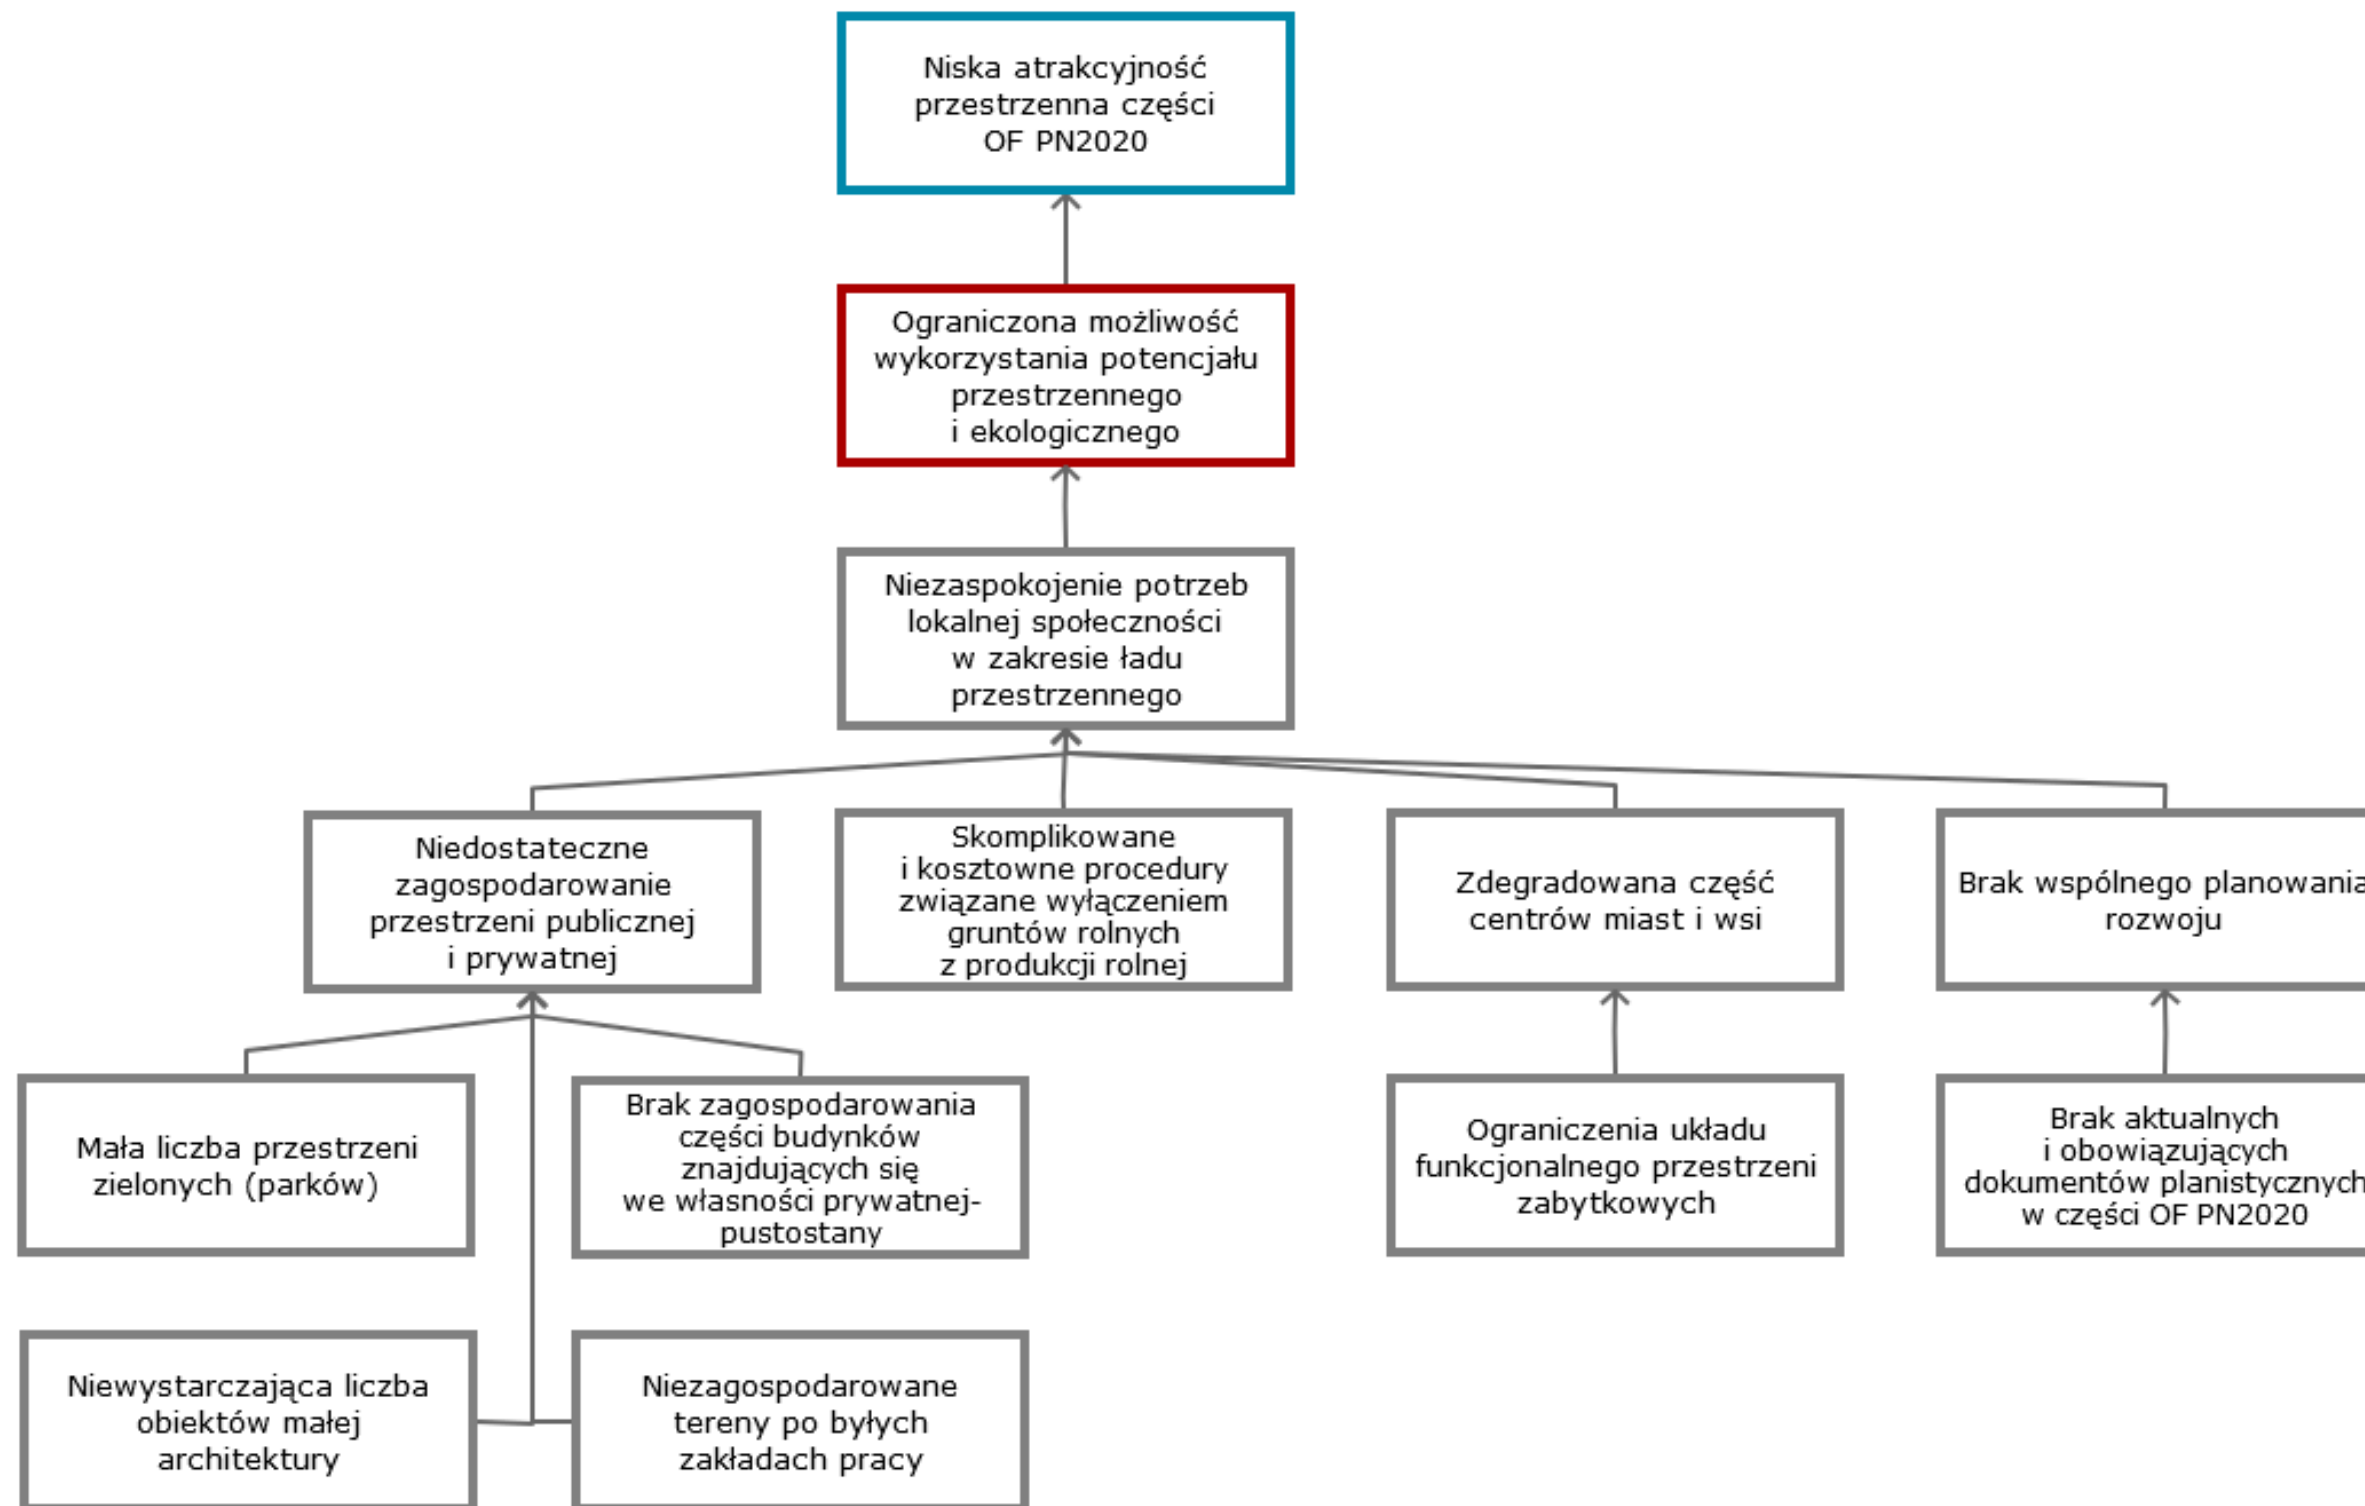 Niska atrakcyjność
przestrzenna części
OF PN2020
Ograniczona możliwość
wykorzystania potencjału
przestrzennego
i ekologicznego
Niezaspokojenie potrzeb
lokalnej społeczności
w zakresie ładu
przestrzennego
Niedostateczne
zagospodarowanie
przestrzeni publicznej
i prywatnej
Skomplikowane
i kosztowne procedury
związane wyłączeniem
gruntów rolnych
z produkcji rolnej
Zdegradowana część
centrów miast i wsi
Brak wspólnego planowania
rozwoju
Mała liczba przestrzeni
zielonych (parków)
Brak zagospodarowania
części budynków
znajdujących się
we własności prywatnej-
pustostany
Ograniczenia układu
funkcjonalnego przestrzeni
zabytkowych
Brak aktualnych
i obowiązujących
dokumentów planistycznych
w części OF PN2020
Niewystarczająca liczba
obiektów małej
architektury
Niezagospodarowane
tereny po byłych
zakładach pracy